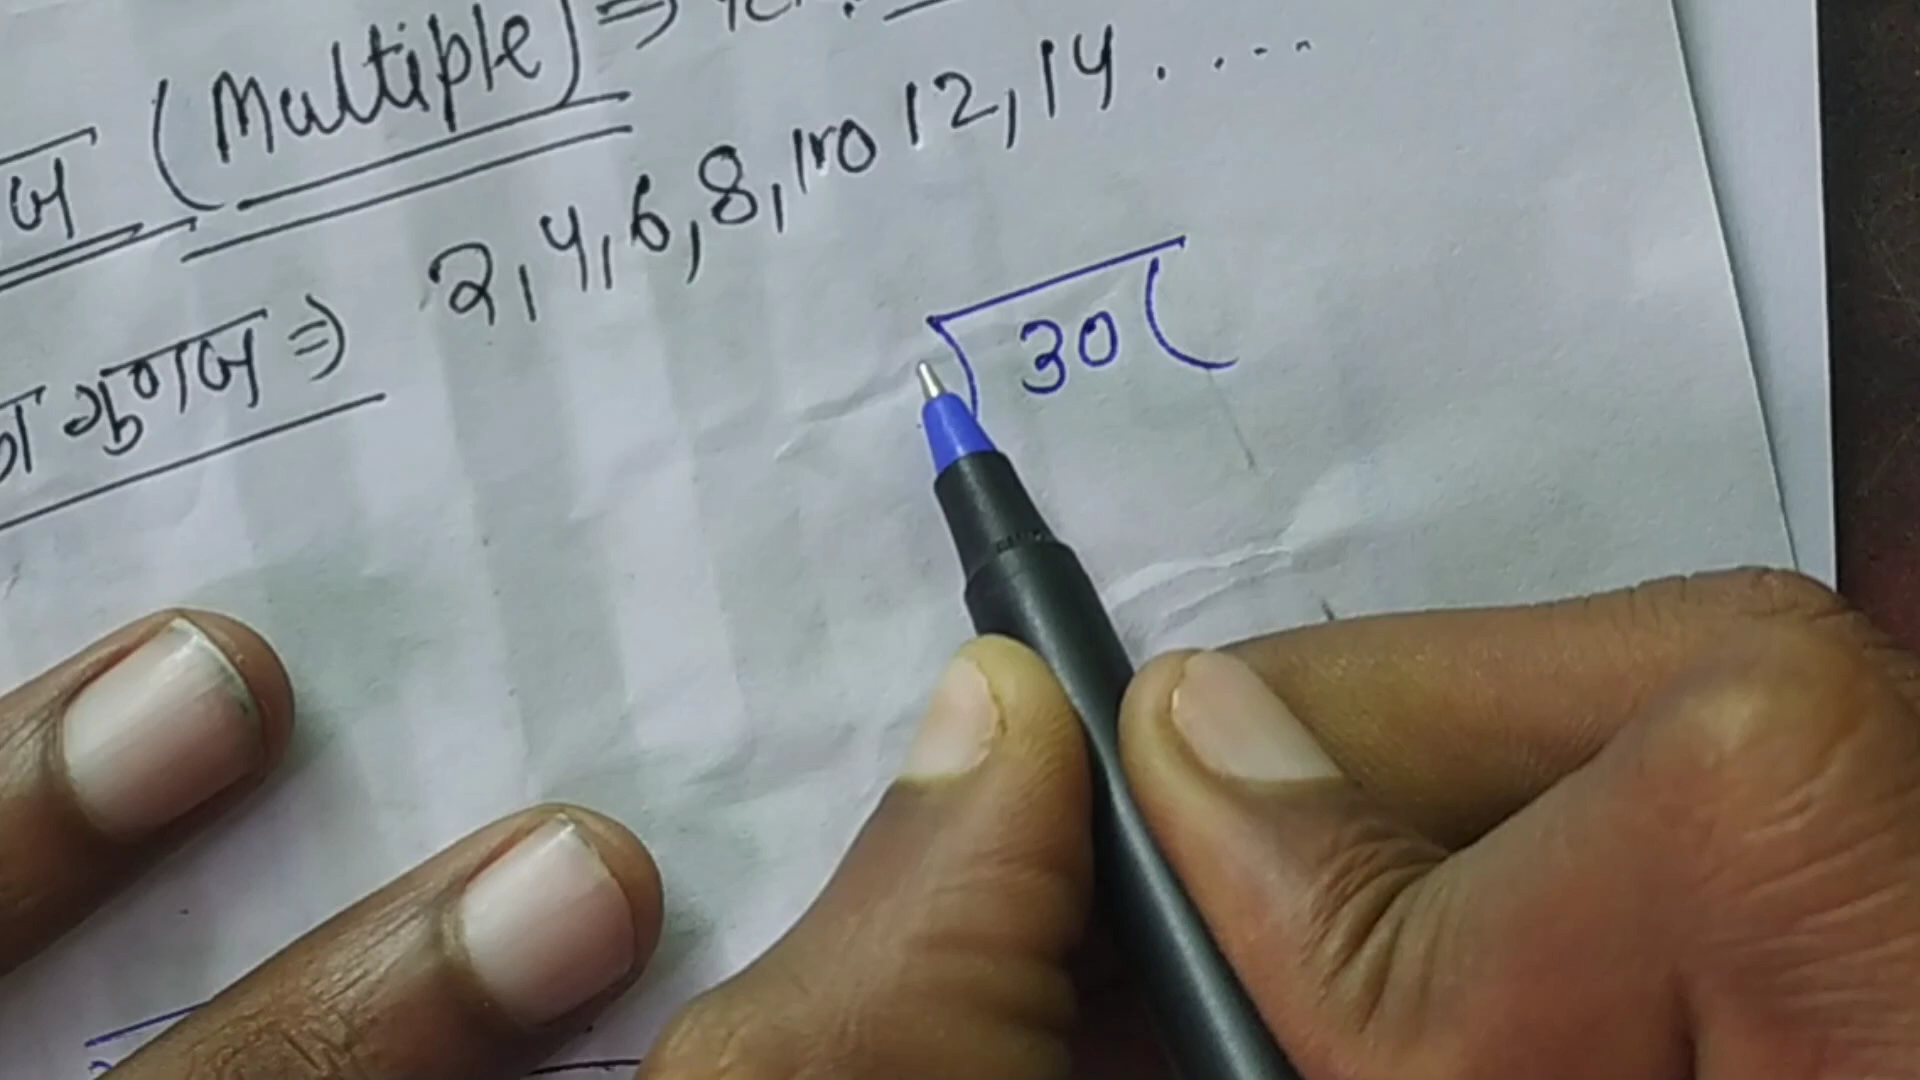 (Multiple) ⇒
गुणज ⇒ 2, 4, 6, 8, 10 12, 14 . . . .
30